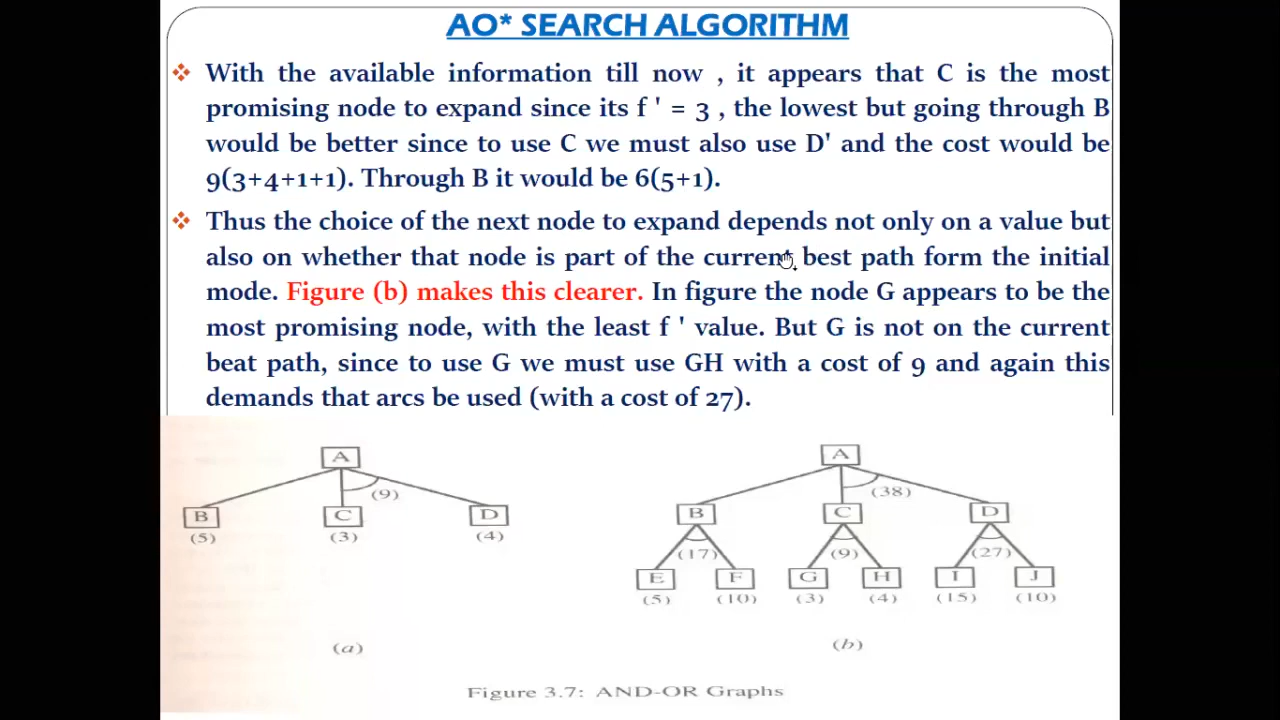 AO* SEARCH ALGORITHM
❖ With the available information till now , it appears that C is the most
promising node to expand since its f ' = 3 , the lowest but going through B
would be better since to use C we must also use D' and the cost would be
9(3+4+1+1). Through B it would be 6(5+1).
❖ Thus the choice of the next node to expand depends not only on a value but
also on whether that node is part of the current best path form the initial
mode. Figure (b) makes this clearer. In figure the node G appears to be the
most promising node, with the least f ' value. But G is not on the current
beat path, since to use G we must use GH with a cost of 9 and again this
demands that arcs be used (with a cost of 27).
A
(9)
B C D
(5) (3) (4)
(a)
A
(38)
B C D
(17) (9) (27)
E F G H I J
(5) (10) (3) (4) (15) (10)
(b)
Figure 3.7: AND-OR Graphs